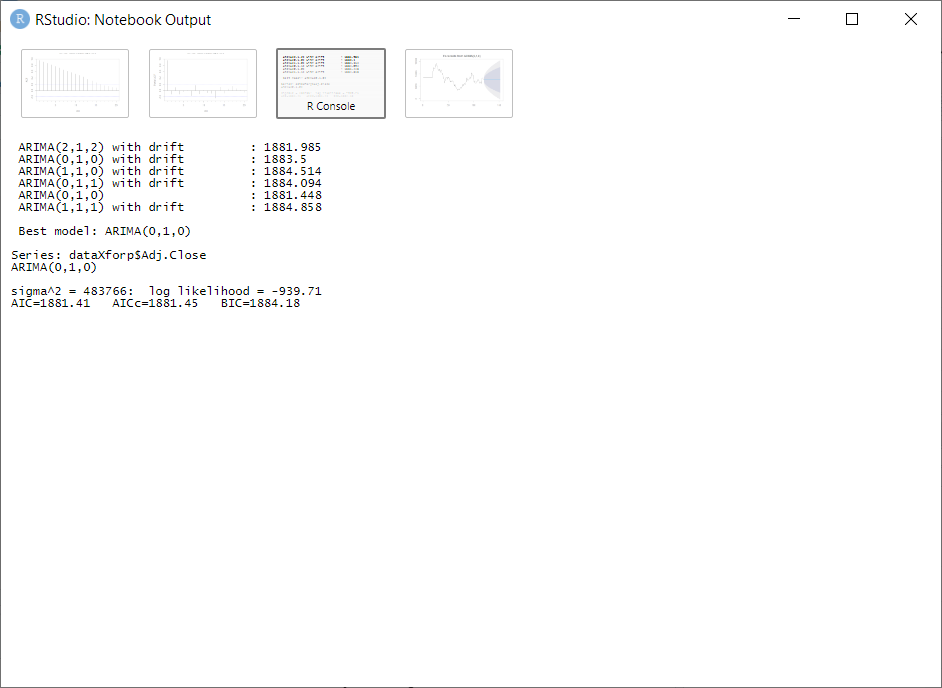 RStudio: Notebook Output
R Console
ARIMA(2,1,2) with drift         : 1881.985
ARIMA(0,1,0) with drift         : 1883.5
ARIMA(1,1,0) with drift         : 1884.514
ARIMA(0,1,1) with drift         : 1884.094
ARIMA(0,1,0)                    : 1881.448
ARIMA(1,1,1) with drift         : 1884.858
Best model: ARIMA(0,1,0)
Series: dataXforp$Adj.Close
ARIMA(0,1,0)
sigma^2 = 483766:  log likelihood = -939.71
AIC=1881.41   AICc=1881.45   BIC=1884.18